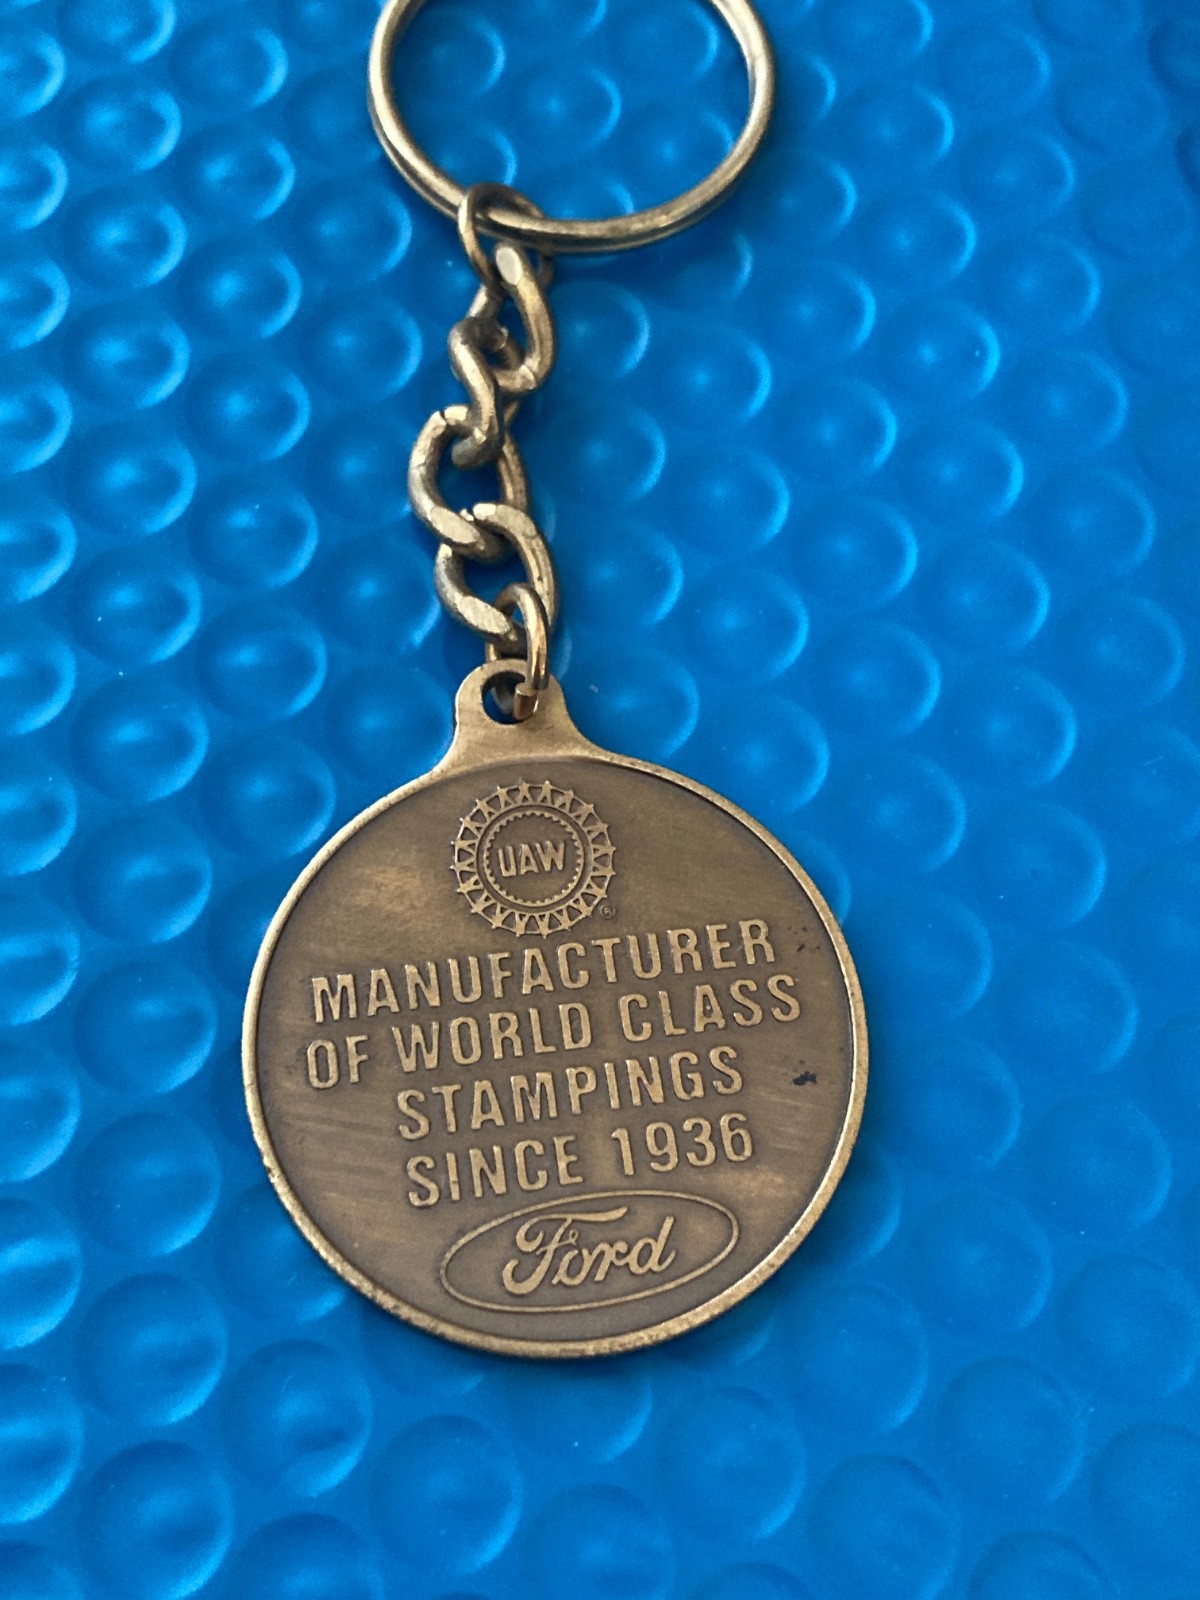 UAW
®
MANUFACTURER
OF WORLD CLASS
STAMPINGS
SINCE 1936
Ford